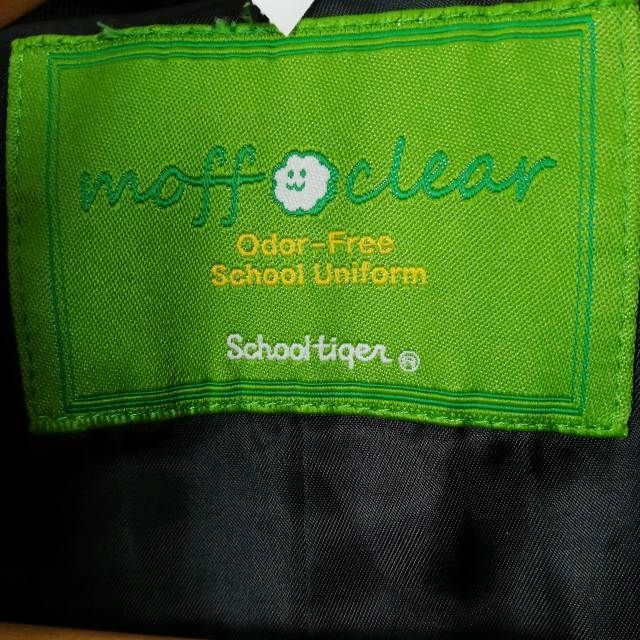 moff clear
Odor-Free
School Uniform
Schooltiger ®